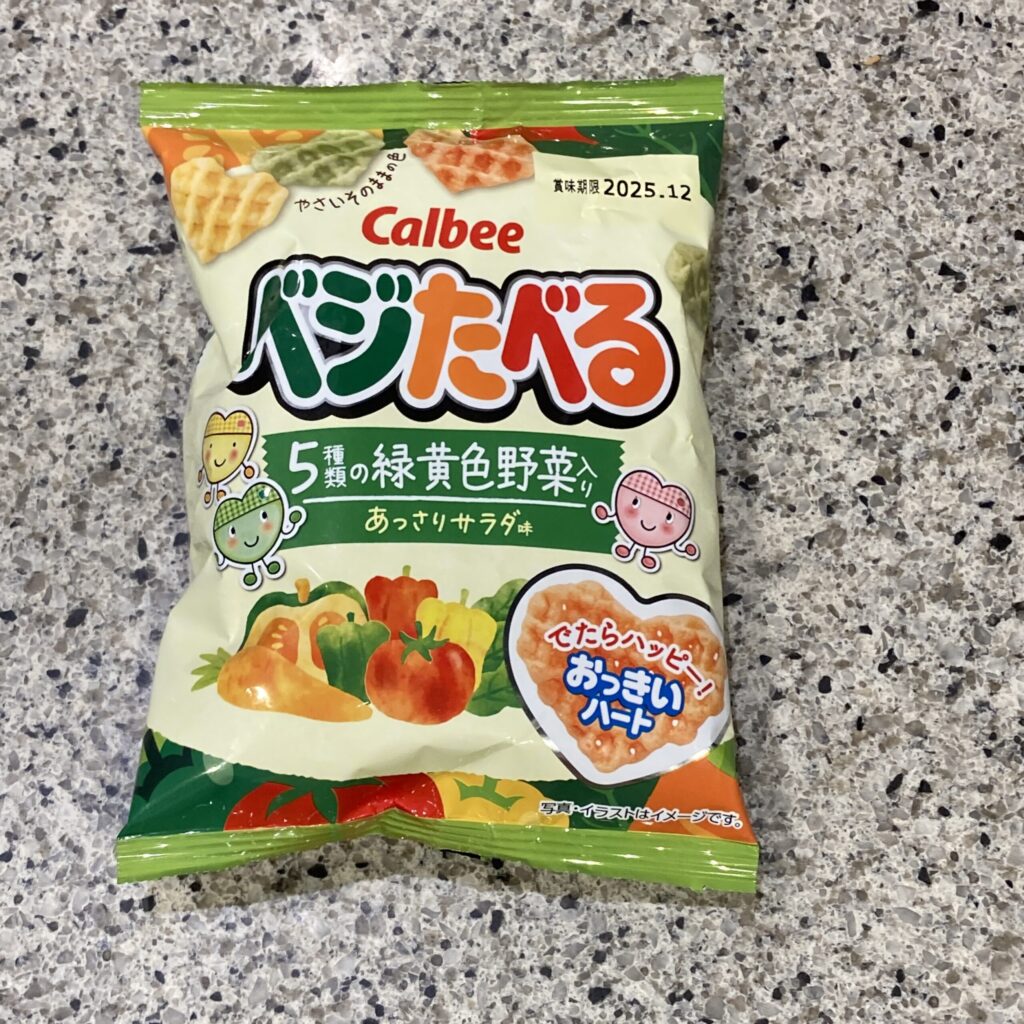 やさいそのままの色
賞味期限 2025.12
Calbee
ベジたべる
5種類の緑黄色野菜入り
あっさりサラダ味
でたらハッピー!
おっきい
ハート
写真・イラストはイメージです。